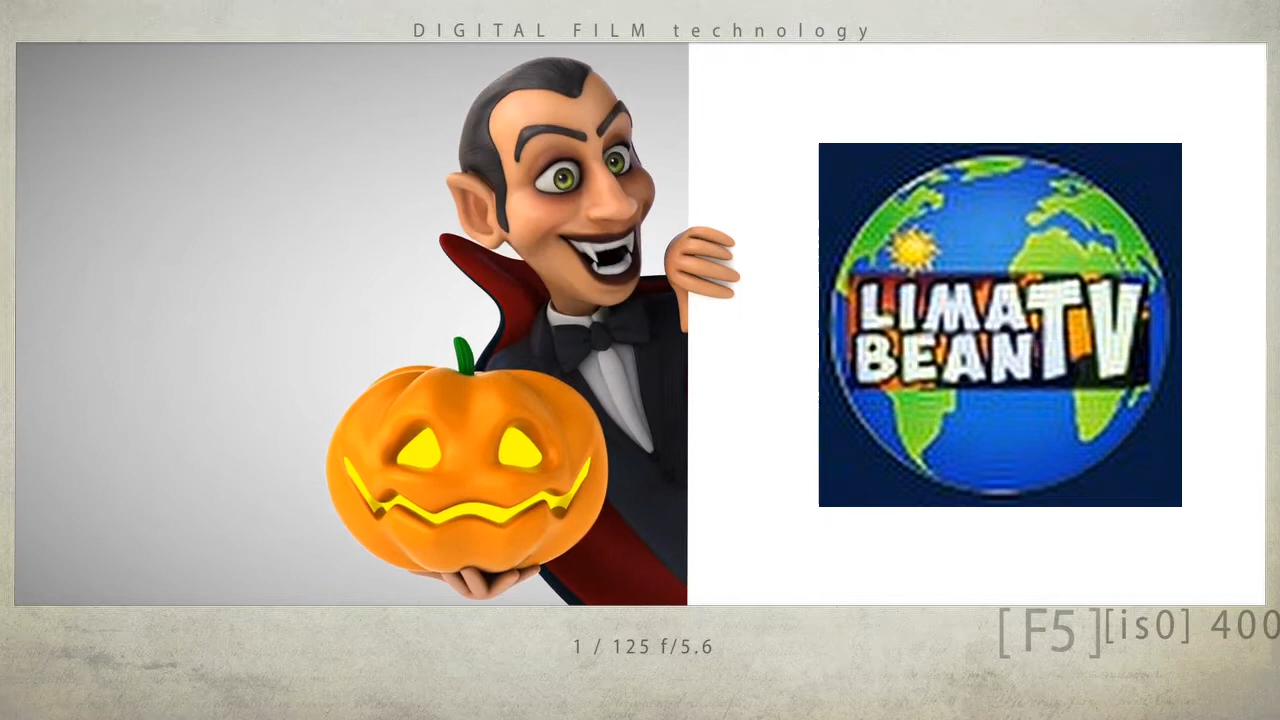 DIGITAL FILM technology
LIMA
BEAN TV
1 / 125 f/5.6
[ F5 ] [is0] 400